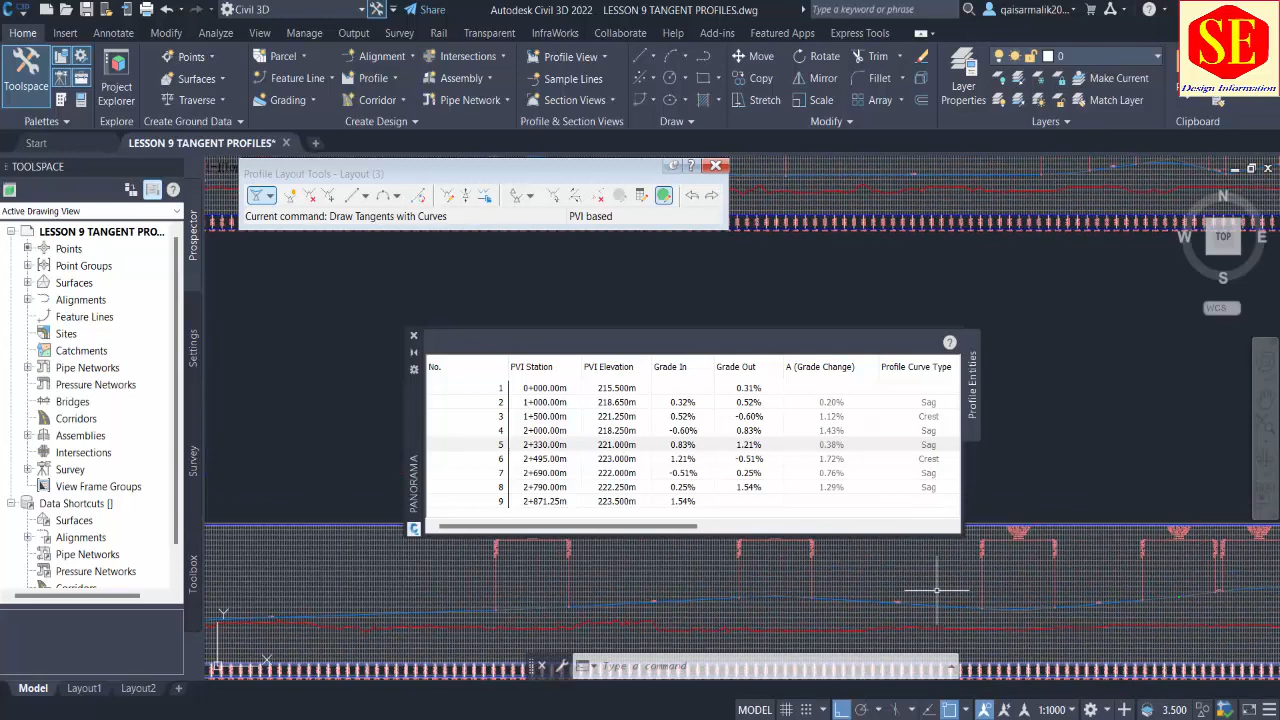 Civil 3D
Share
Autodesk Civil 3D 2022 LESSON 9 TANGENT PROFILES.dwg
Type a keyword or phrase
qaisarmalik20...
SE
Design Information
Home Insert Annotate Modify Analyze View Manage Output Survey Rail Transparent InfraWorks Collaborate Help Add-ins Featured Apps Express Tools
Toolspace
Palettes
Project Explorer
Explore
Points
Surfaces
Traverse
Create Ground Data
Parcel
Feature Line
Grading
Alignment
Profile
Corridor
Intersections
Assembly
Pipe Network
Create Design
Profile View
Sample Lines
Section Views
Profile & Section Views
Draw
Move
Copy
Stretch
Rotate
Mirror
Scale
Trim
Fillet
Array
Modify
Layer Properties
0
Make Current
Match Layer
Layers
Clipboard
Start
LESSON 9 TANGENT PROFILES*
TOOLSPACE
Active Drawing View
LESSON 9 TANGENT PRO...
Points
Point Groups
Surfaces
Alignments
Feature Lines
Sites
Catchments
Pipe Networks
Pressure Networks
Bridges
Corridors
Assemblies
Intersections
Survey
View Frame Groups
Data Shortcuts []
Surfaces
Alignments
Pipe Networks
Pressure Networks
Corridors
Prospector
Settings
Survey
Toolbox
Profile Layout Tools - Layout (3)
Current command: Draw Tangents with Curves
PVI based
N
W TOP E
S
WCS
PANORAMA
Profile Entities
No. PVI Station PVI Elevation Grade In Grade Out A (Grade Change) Profile Curve Type
1 0+000.00m 215.500m 0.31%
2 1+000.00m 218.650m 0.32% 0.52% 0.20% Sag
3 1+500.00m 221.250m 0.52% -0.60% 1.12% Crest
4 2+000.00m 218.250m -0.60% 0.83% 1.43% Sag
5 2+330.00m 221.000m 0.83% 1.21% 0.38% Sag
6 2+495.00m 223.000m 1.21% -0.51% 1.72% Crest
7 2+690.00m 222.000m -0.51% 0.25% 0.76% Sag
8 2+790.00m 222.250m 0.25% 1.54% 1.29% Sag
9 2+871.25m 223.500m 1.54%
Y
X
Type a command
Model Layout1 Layout2
MODEL
1:1000
3.500